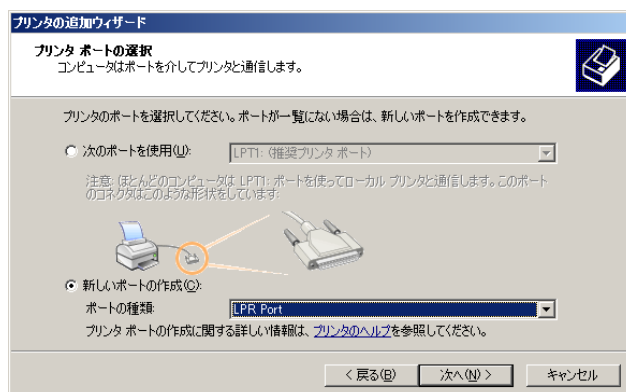 プリンタの追加ウィザード
プリンタ ポートの選択
コンピュータはポートを介してプリンタと通信します。
プリンタのポートを選択してください。ポートが一覧にない場合は、新しいポートを作成できます。
次のポートを使用(U):
LPT1: (推奨プリンタ ポート)
注意: ほとんどのコンピュータは LPT1: ポートを使ってローカル プリンタと通信します。このポート
のコネクタはこのような形状をしています:
新しいポートの作成(C):
ポートの種類:
LPR Port
プリンタ ポートの作成に関する詳しい情報は、プリンタのヘルプを参照してください。
< 戻る(B)
次へ(N) >
キャンセル